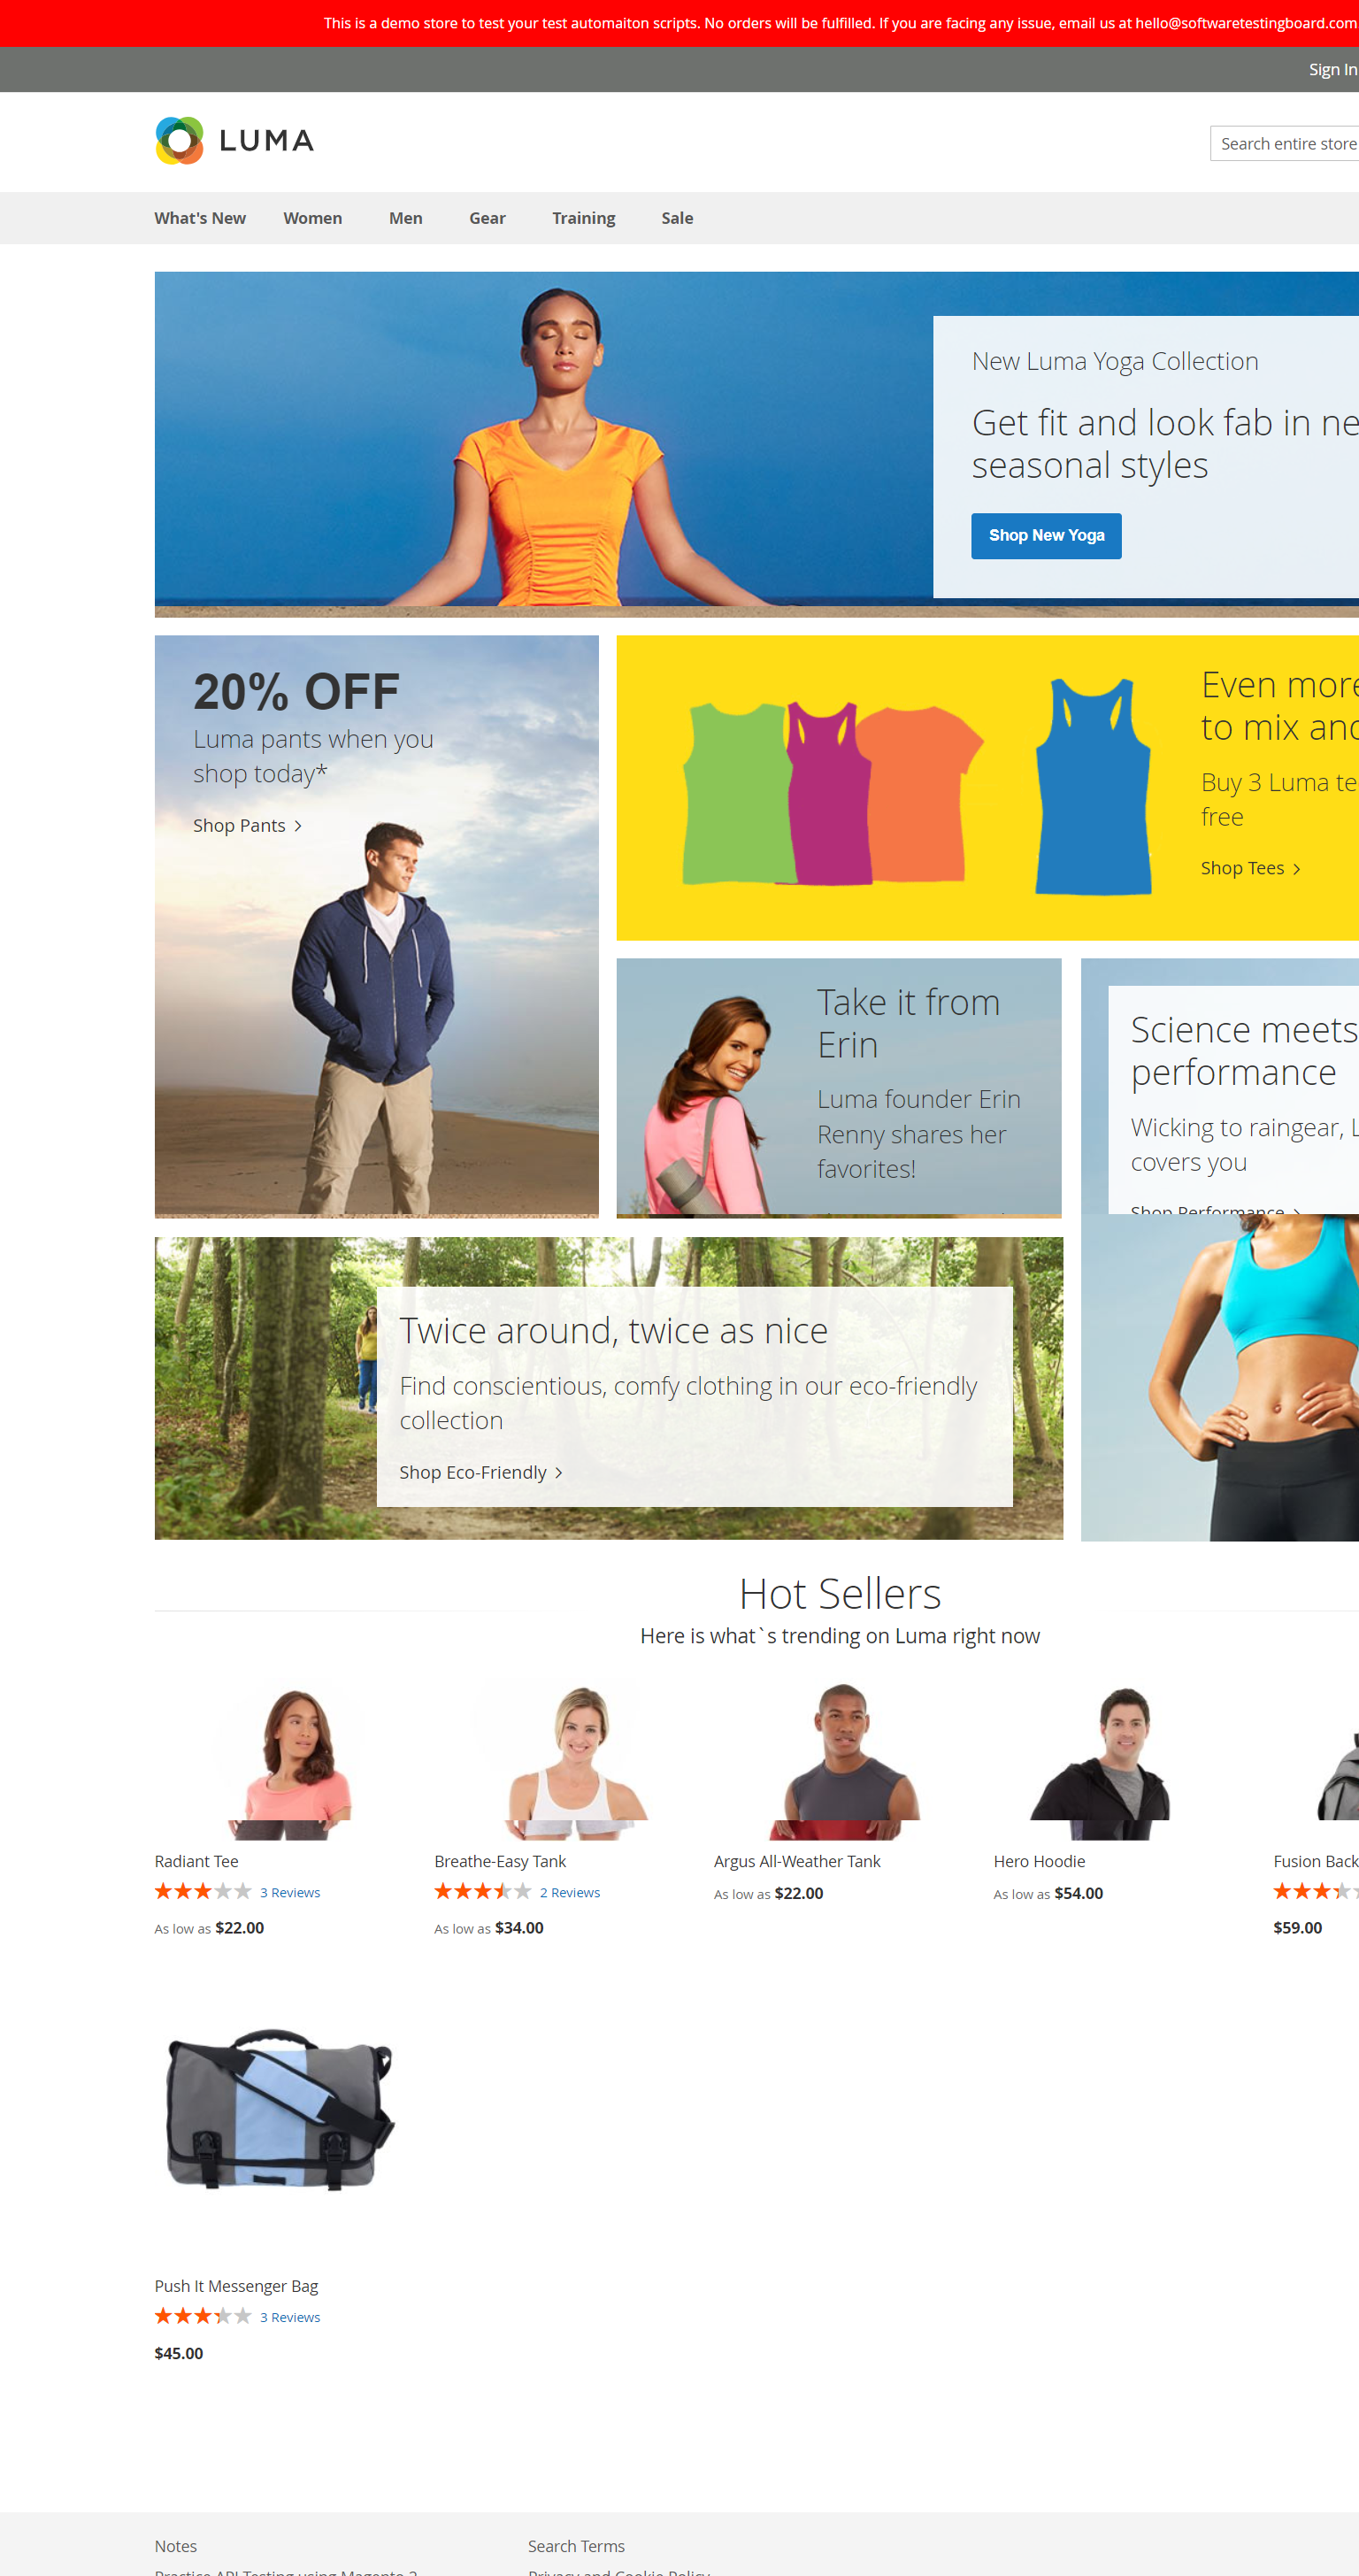 This is a demo store to test your test automaiton scripts. No orders will be fulfilled. If you are facing any issue, email us at hello@softwaretestingboard.com
Sign In
LUMA
Search entire store
What's New Women Men Gear Training Sale
New Luma Yoga Collection
Get fit and look fab in ne
seasonal styles
Shop New Yoga
20% OFF
Luma pants when you
shop today*
Shop Pants >
Even more
to mix and
Buy 3 Luma te
free
Shop Tees >
Take it from
Erin
Luma founder Erin
Renny shares her
favorites!
Science meets
performance
Wicking to raingear, L
covers you
Shop Performance >
Twice around, twice as nice
Find conscientious, comfy clothing in our eco-friendly
collection
Shop Eco-Friendly >
Hot Sellers
Here is what`s trending on Luma right now
Radiant Tee
3 Reviews
As low as $22.00
Breathe-Easy Tank
2 Reviews
As low as $34.00
Argus All-Weather Tank
As low as $22.00
Hero Hoodie
As low as $54.00
Fusion Back
$59.00
Push It Messenger Bag
3 Reviews
$45.00
Notes
Search Terms
Practice API Testing using Magento 2
Privacy and Cookie Policy